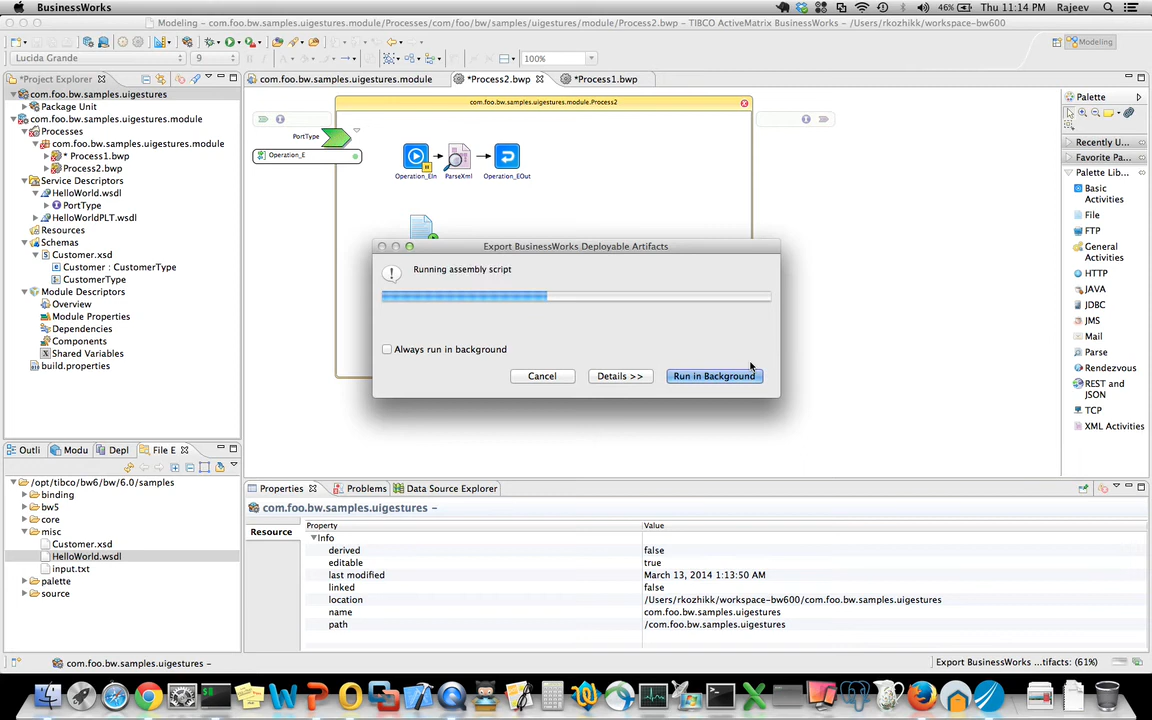 BusinessWorks
46%
Thu 11:14 PM
Rajeev
Modeling - com.foo.bw.samples.uigestures.module/Processes/com/foo/bw/samples/uigestures/module/Process2.bwp - TIBCO ActiveMatrix BusinessWorks - /Users/rkozhikk/workspace-bw600
Lucida Grande
9
100%
Modeling
*Project Explorer
com.foo.bw.samples.uigestures.module
*Process2.bwp
*Process1.bwp
com.foo.bw.samples.uigestures
Package Unit
com.foo.bw.samples.uigestures.module
Processes
com.foo.bw.samples.uigestures.module
* Process1.bwp
Process2.bwp
Service Descriptors
HelloWorld.wsdl
PortType
HelloWorldPLT.wsdl
Resources
Schemas
Customer.xsd
Customer : CustomerType
CustomerType
Module Descriptors
Overview
Module Properties
Dependencies
Components
Shared Variables
build.properties
com.foo.bw.samples.uigestures.module.Process2
PortType
Operation_E
Operation_EIn
ParseXml
Operation_EOut
Export BusinessWorks Deployable Artifacts
Running assembly script
Always run in background
Cancel
Details >>
Run in Background
Palette
Recently U...
Favorite Pa...
Palette Lib...
Basic
Activities
File
FTP
General
Activities
HTTP
JAVA
JDBC
JMS
Mail
Parse
Rendezvous
REST and
JSON
TCP
XML Activities
Outli
Modu
Depl
File E
/opt/tibco/bw6/bw/6.0/samples
binding
bw5
core
misc
Customer.xsd
HelloWorld.wsdl
input.txt
palette
source
Properties
Problems
Data Source Explorer
com.foo.bw.samples.uigestures -
Resource
Property
Value
Info
derived
false
editable
true
last modified
March 13, 2014 1:13:50 AM
linked
false
location
/Users/rkozhikk/workspace-bw600/com.foo.bw.samples.uigestures
name
com.foo.bw.samples.uigestures
path
/com.foo.bw.samples.uigestures
com.foo.bw.samples.uigestures -
Export BusinessWorks ...tifacts: (61%)